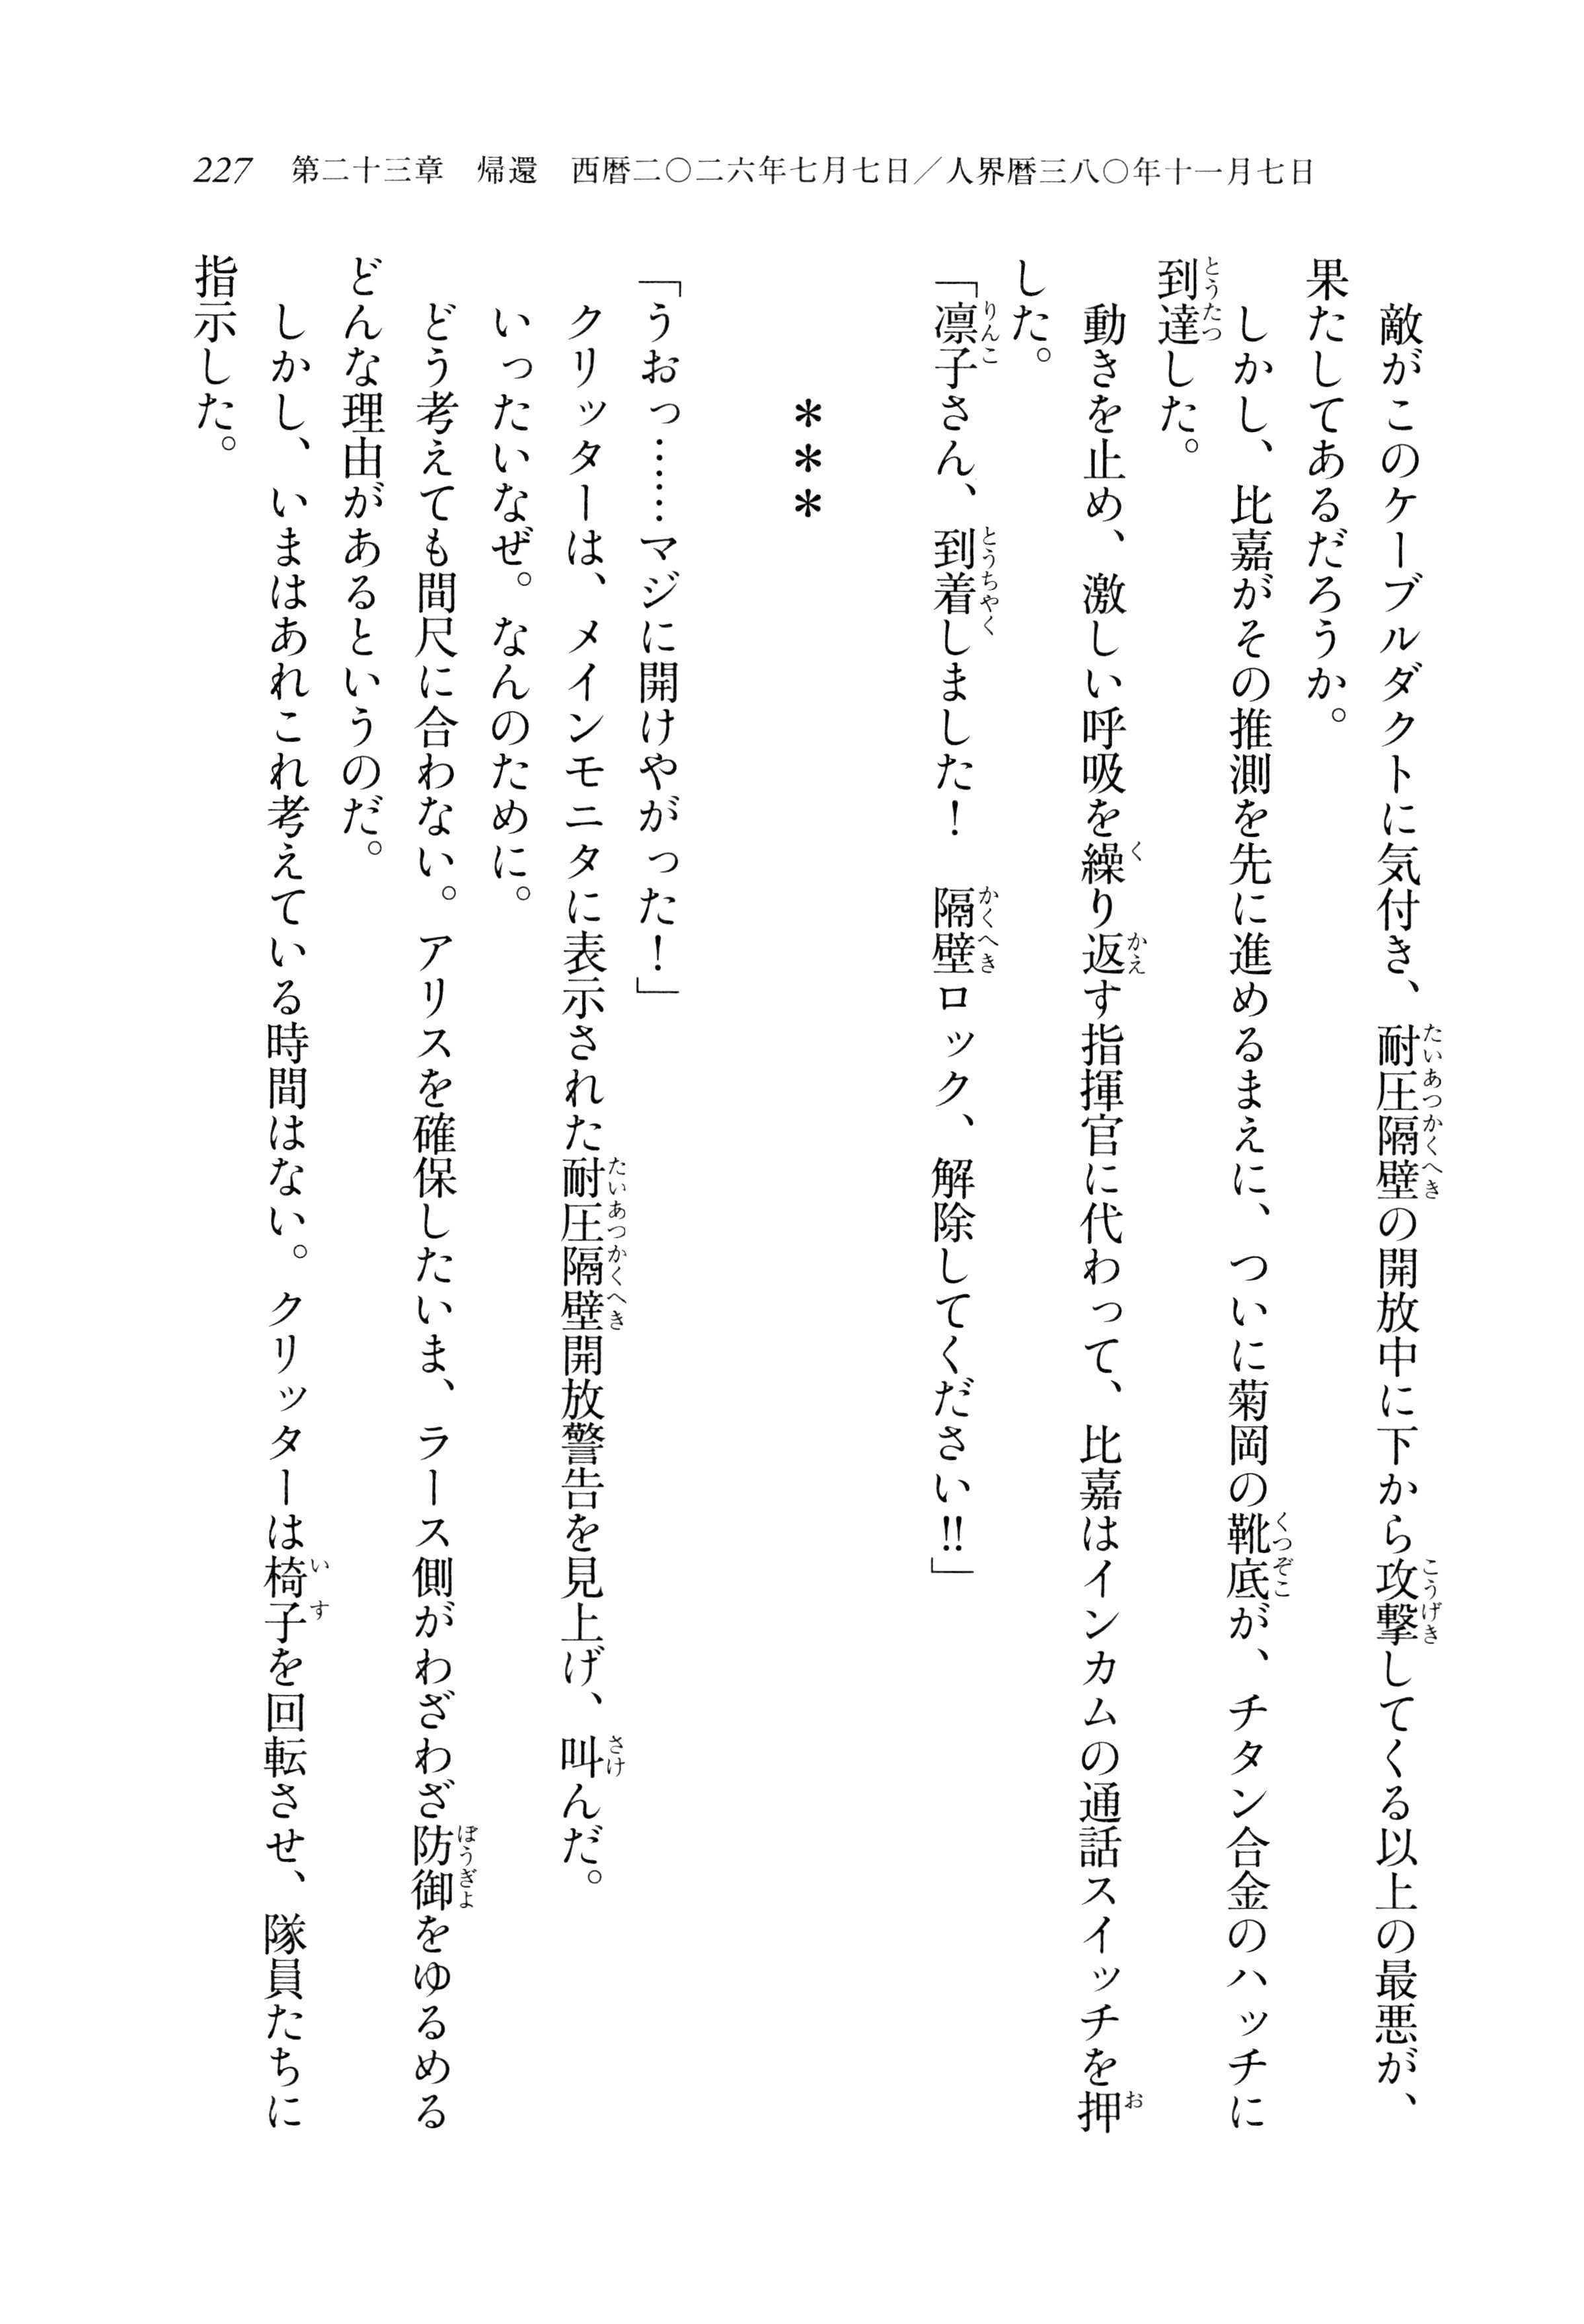 227　第二十三章　帰還　西暦二〇二六年七月七日／人界暦三八〇年十一月七日
　敵がこのケーブルダクトに気付き、耐圧隔壁の開放中に下から攻撃してくる以上の最悪が、
果たしてあるだろうか。
　しかし、比嘉がその推測を先に進めるまえに、ついに菊岡の靴底が、チタン合金のハッチに
到達した。
　動きを止め、激しい呼吸を繰り返す指揮官に代わって、比嘉はインカムの通話スイッチを押
した。
「凛子さん、到着しました！　隔壁ロック、解除してください!!」
＊＊＊
「うおっ……マジに開けやがった！」
　クリッターは、メインモニタに表示された耐圧隔壁開放警告を見上げ、叫んだ。
　いったいなぜ。なんのために。
　どう考えても間尺に合わない。アリスを確保したいま、ラース側がわざわざ防御をゆるめる
どんな理由があるというのだ。
　しかし、いまはあれこれ考えている時間はない。クリッターは椅子を回転させ、隊員たちに
指示した。